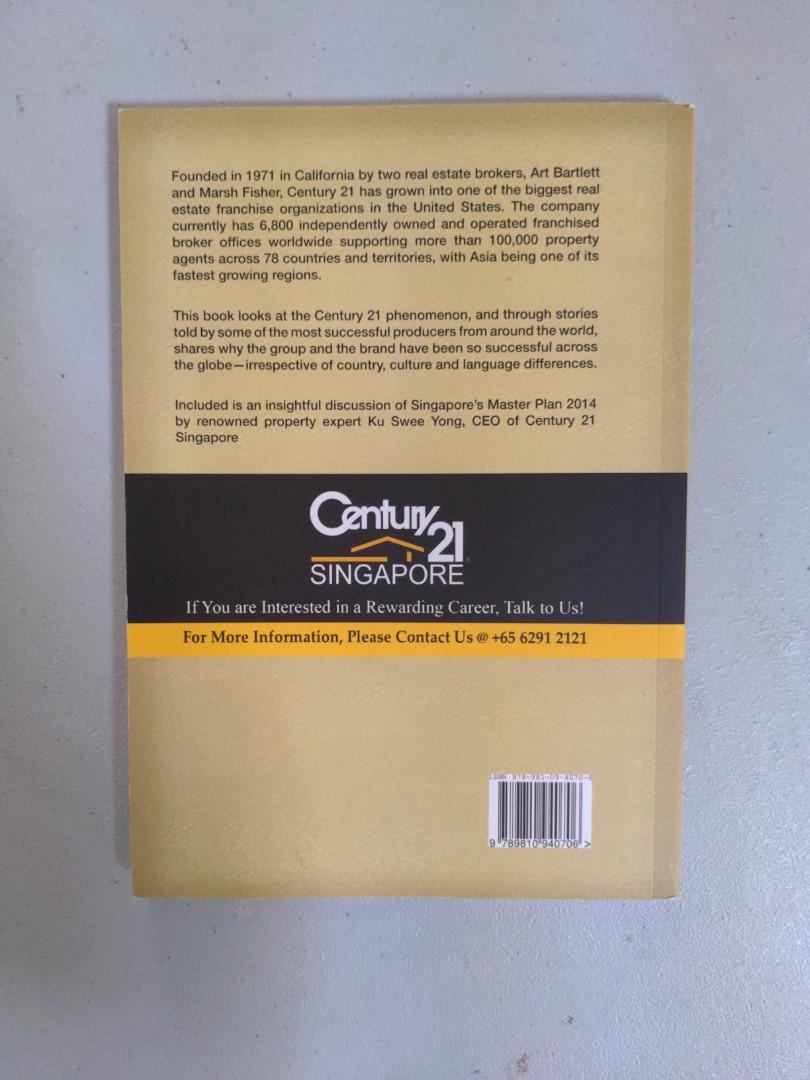 Founded in 1971 in California by two real estate brokers, Art Bartlett
and Marsh Fisher, Century 21 has grown into one of the biggest real
estate franchise organizations in the United States. The company
currently has 6,800 independently owned and operated franchised
broker offices worldwide supporting more than 100,000 property
agents across 78 countries and territories, with Asia being one of its
fastest growing regions.
This book looks at the Century 21 phenomenon, and through stories
told by some of the most successful producers from around the world,
shares why the group and the brand have been so successful across
the globe—irrespective of country, culture and language differences.
Included is an insightful discussion of Singapore's Master Plan 2014
by renowned property expert Ku Swee Yong, CEO of Century 21
Singapore
Century
21
SINGAPORE
If You are Interested in a Rewarding Career, Talk to Us!
For More Information, Please Contact Us @ +65 6291 2121
ISBN 978-981-09-4070-
9 789810 940706 >